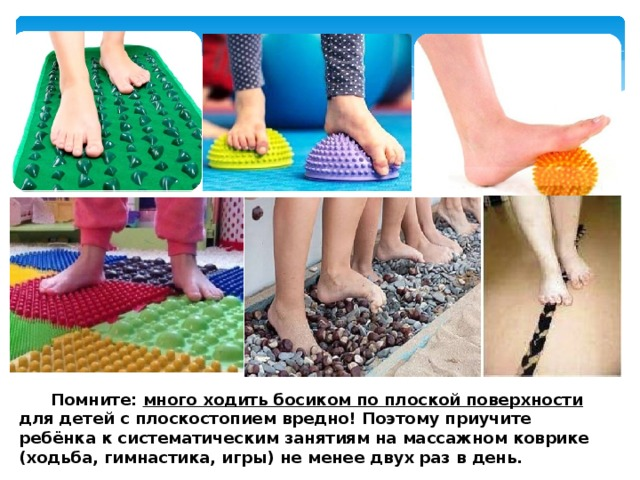 Помните: много ходить босиком по плоской поверхности
для детей с плоскостопием вредно! Поэтому приучите
ребёнка к систематическим занятиям на массажном коврике
(ходьба, гимнастика, игры) не менее двух раз в день.